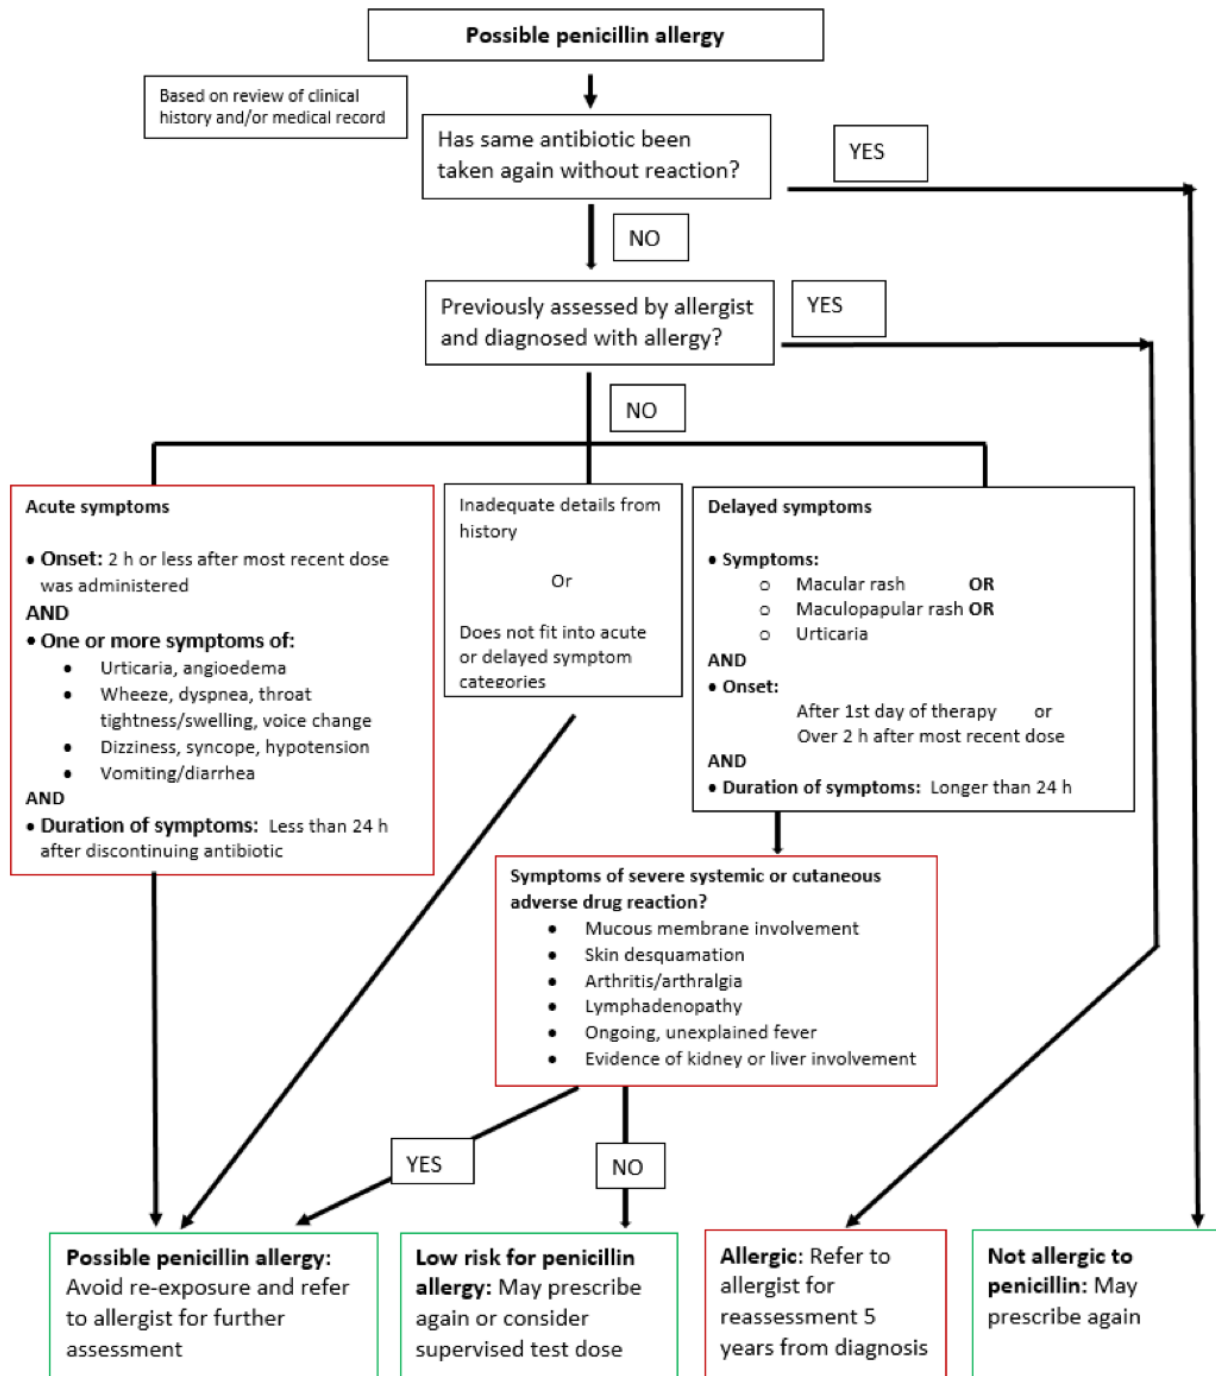 Possible penicillin allergy
Based on review of clinical
history and/or medical record
Has same antibiotic been
taken again without reaction?
YES
NO
Previously assessed by allergist
and diagnosed with allergy?
YES
NO
Acute symptoms
• Onset: 2 h or less after most recent dose
was administered
AND
• One or more symptoms of:
• Urticaria, angioedema
• Wheeze, dyspnea, throat
tightness/swelling, voice change
• Dizziness, syncope, hypotension
• Vomiting/diarrhea
AND
• Duration of symptoms: Less than 24 h
after discontinuing antibiotic
Inadequate details from
history
Or
Does not fit into acute
or delayed symptom
categories
Delayed symptoms
• Symptoms:
o Macular rash OR
o Maculopapular rash OR
o Urticaria
AND
• Onset:
After 1st day of therapy or
Over 2 h after most recent dose
AND
• Duration of symptoms: Longer than 24 h
Symptoms of severe systemic or cutaneous
adverse drug reaction?
• Mucous membrane involvement
• Skin desquamation
• Arthritis/arthralgia
• Lymphadenopathy
• Ongoing, unexplained fever
• Evidence of kidney or liver involvement
YES
NO
Possible penicillin allergy:
Avoid re-exposure and refer
to allergist for further
assessment
Low risk for penicillin
allergy: May prescribe
again or consider
supervised test dose
Allergic: Refer to
allergist for
reassessment 5
years from diagnosis
Not allergic to
penicillin: May
prescribe again